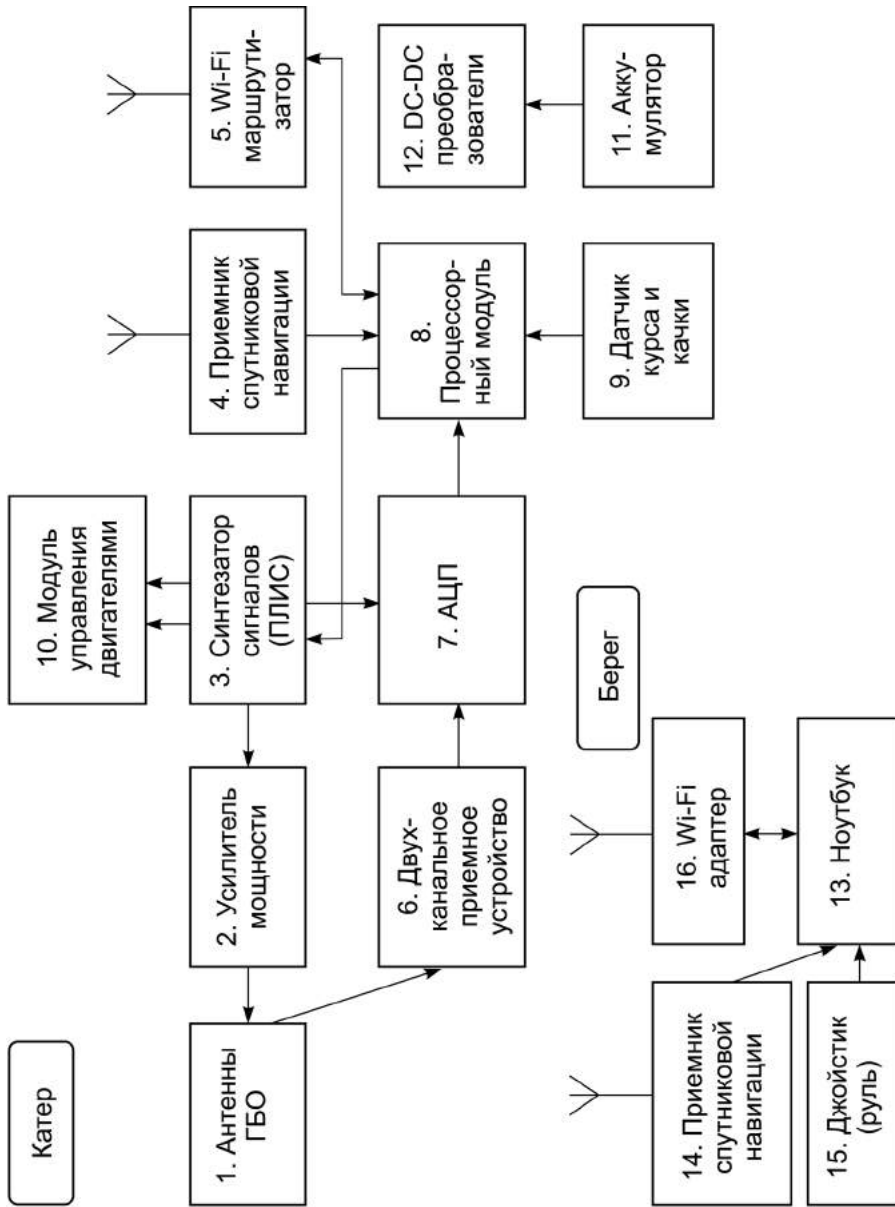 Катер
10. Модуль
управления
двигателями
1. Антенны
ГБО
2. Усилитель
мощности
3. Синтезатор
сигналов
(ПЛИС)
4. Приемник
спутниковой
навигации
5. Wi-Fi
маршрути-
затор
6. Двух-
канальное
приемное
устройство
7. АЦП
8.
Процессор-
ный модуль
12. DC-DC
преобра-
зователи
9. Датчик
курса и
качки
11. Акку-
мулятор
Берег
14. Приемник
спутниковой
навигации
16. Wi-Fi
адаптер
15. Джойстик
(руль)
13. Ноутбук